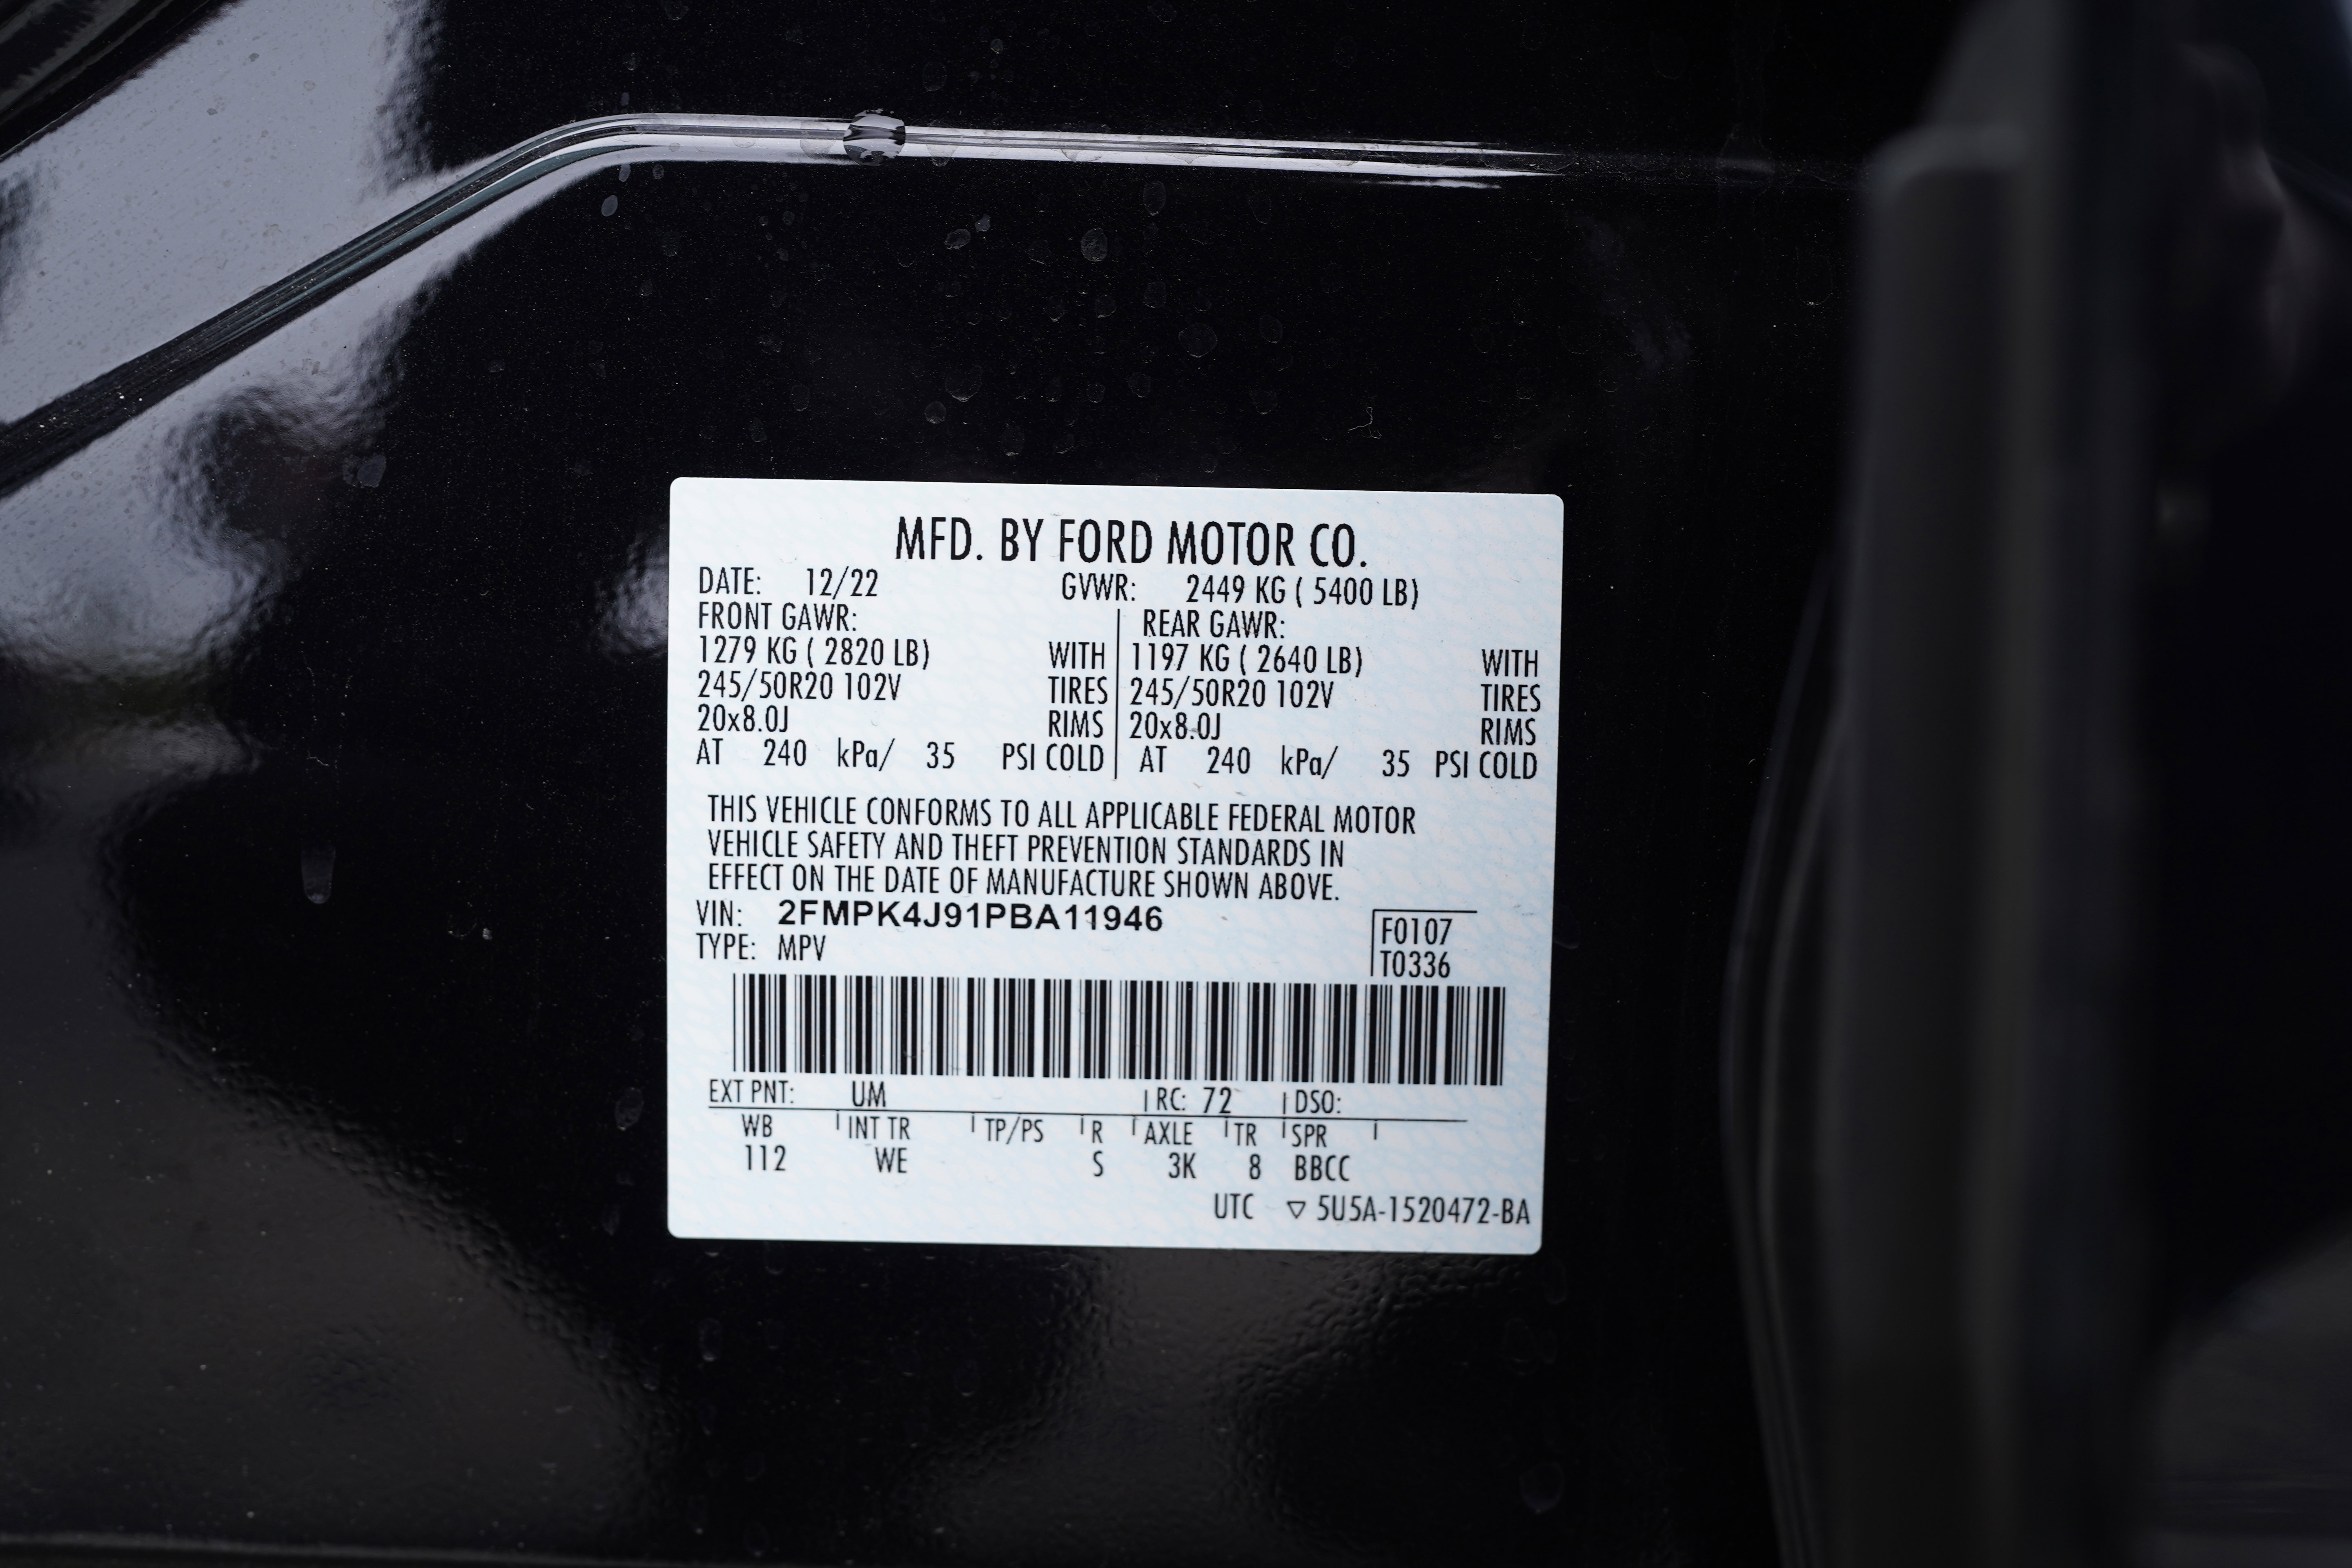 MFD. BY FORD MOTOR CO.
DATE: 12/22 GVWR: 2449 KG ( 5400 LB)
FRONT GAWR: REAR GAWR:
1279 KG ( 2820 LB) WITH 1197 KG ( 2640 LB) WITH
245/50R20 102V TIRES 245/50R20 102V TIRES
20x8.0J RIMS 20x8.0J RIMS
AT 240 kPa/ 35 PSI COLD AT 240 kPa/ 35 PSI COLD
THIS VEHICLE CONFORMS TO ALL APPLICABLE FEDERAL MOTOR
VEHICLE SAFETY AND THEFT PREVENTION STANDARDS IN
EFFECT ON THE DATE OF MANUFACTURE SHOWN ABOVE.
VIN: 2FMPK4J91PBA11946 F0107
TYPE: MPV T0336
EXT PNT: UM RC: 72 DSO:
WB INT TR TP/PS R AXLE TR SPR
112 WE S 3K 8 BBCC
UTC ▽ 5U5A-1520472-BA